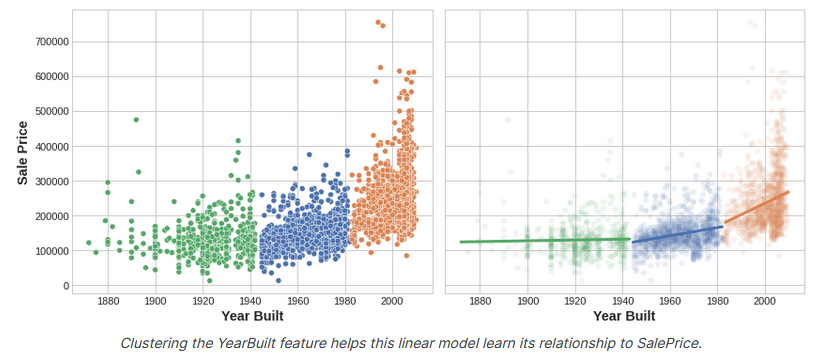 Sale Price
700000
600000
500000
400000
300000
200000
100000
0
1880 1900 1920 1940 1960 1980 2000
1880 1900 1920 1940 1960 1980 2000
Year Built
Year Built
Clustering the YearBuilt feature helps this linear model learn its relationship to SalePrice.